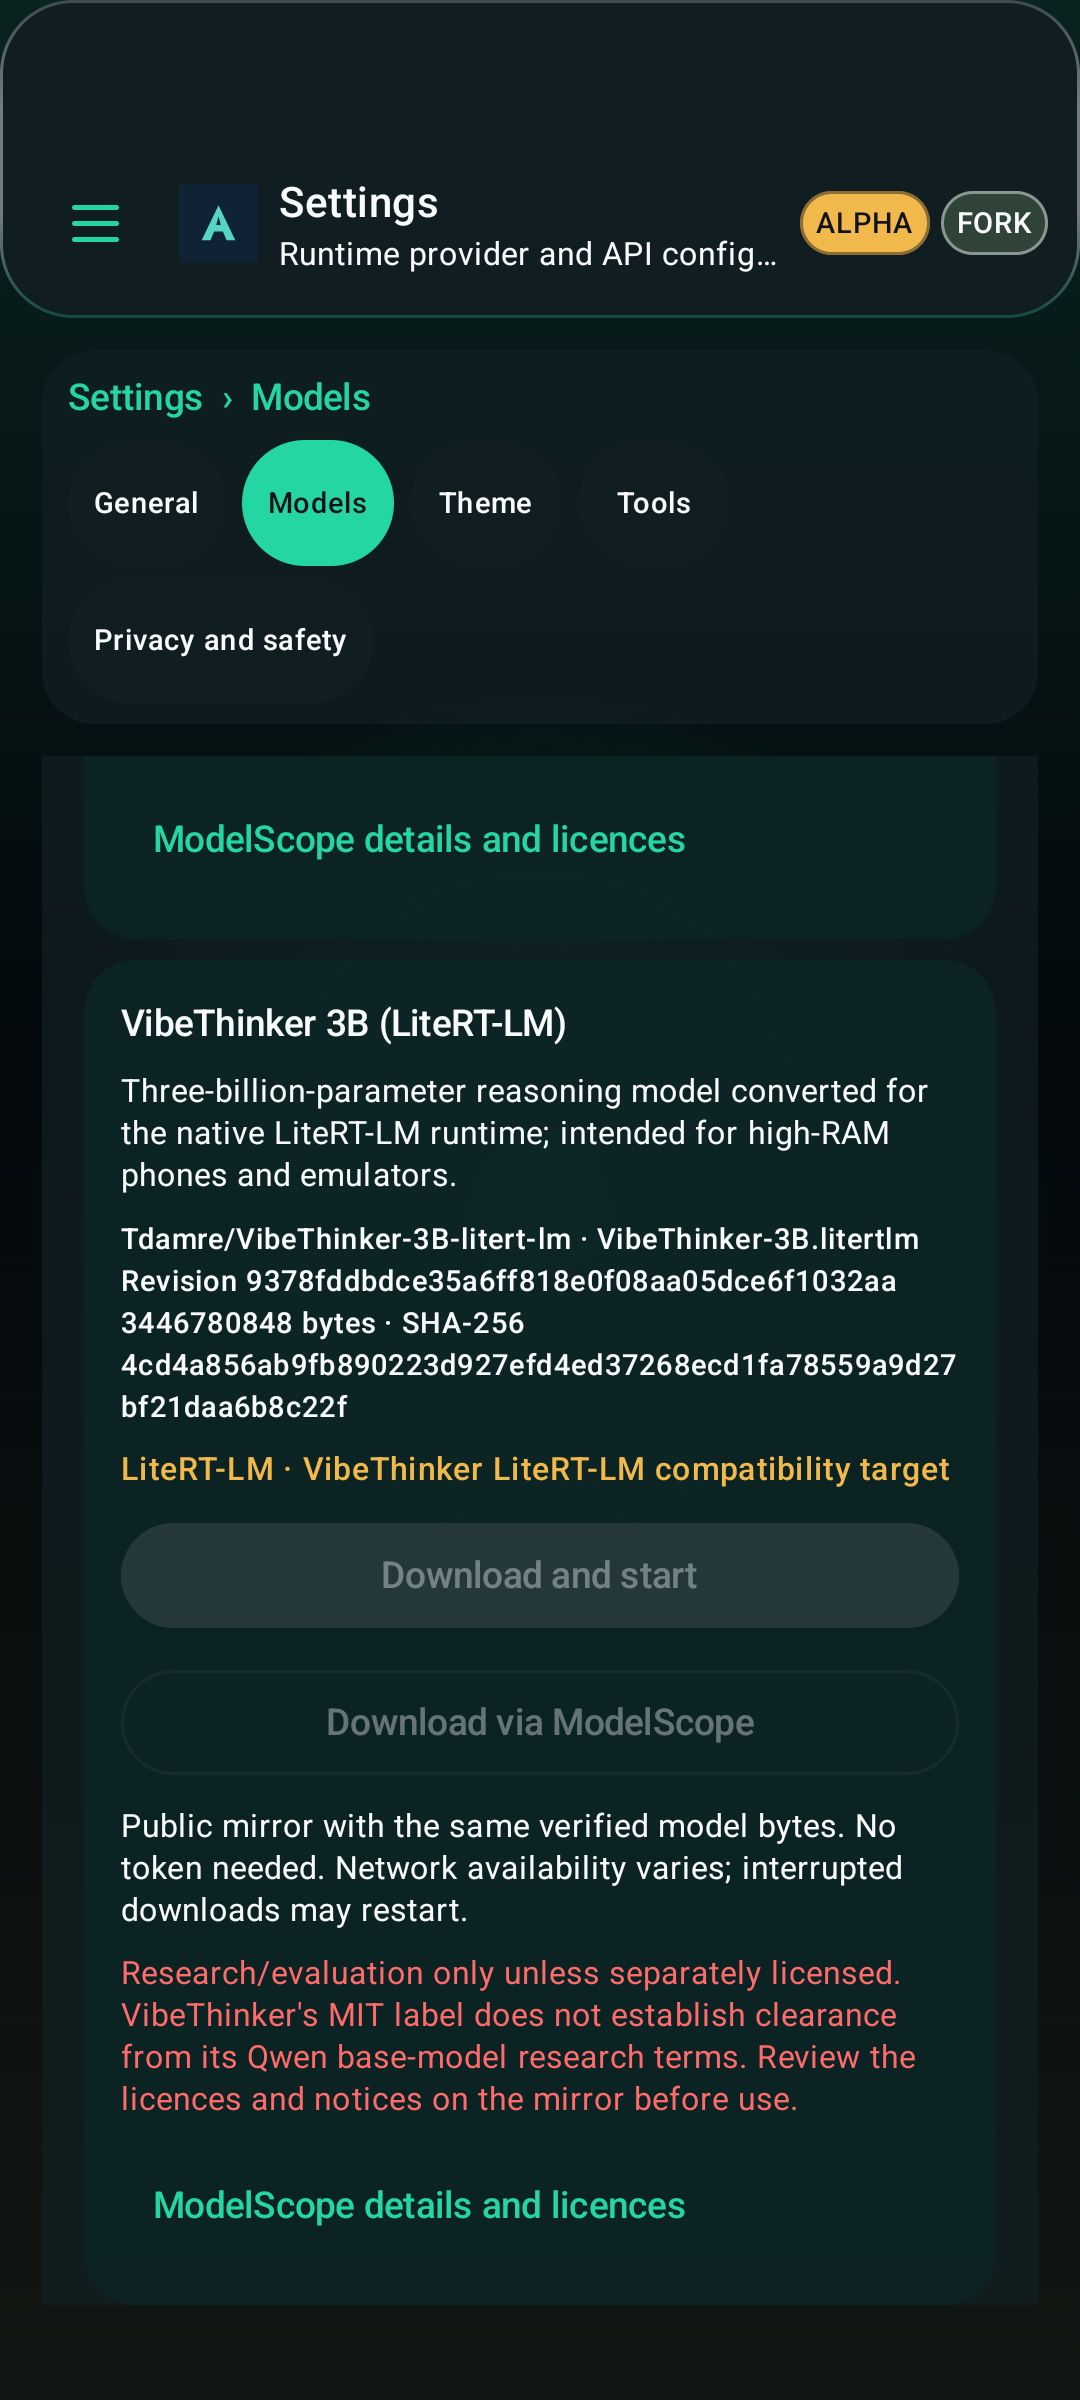 Settings
Runtime provider and API config...
ALPHA
FORK
Settings › Models
General
Models
Theme
Tools
Privacy and safety
ModelScope details and licences
VibeThinker 3B (LiteRT-LM)
Three-billion-parameter reasoning model converted for
the native LiteRT-LM runtime; intended for high-RAM
phones and emulators.
Tdamre/VibeThinker-3B-litert-lm · VibeThinker-3B.litertlm
Revision 9378fddbdce35a6ff818e0f08aa05dce6f1032aa
3446780848 bytes · SHA-256
4cd4a856ab9fb890223d927efd4ed37268ecd1fa78559a9d27
bf21daa6b8c22f
LiteRT-LM · VibeThinker LiteRT-LM compatibility target
Download and start
Download via ModelScope
Public mirror with the same verified model bytes. No
token needed. Network availability varies; interrupted
downloads may restart.
Research/evaluation only unless separately licensed.
VibeThinker's MIT label does not establish clearance
from its Qwen base-model research terms. Review the
licences and notices on the mirror before use.
ModelScope details and licences